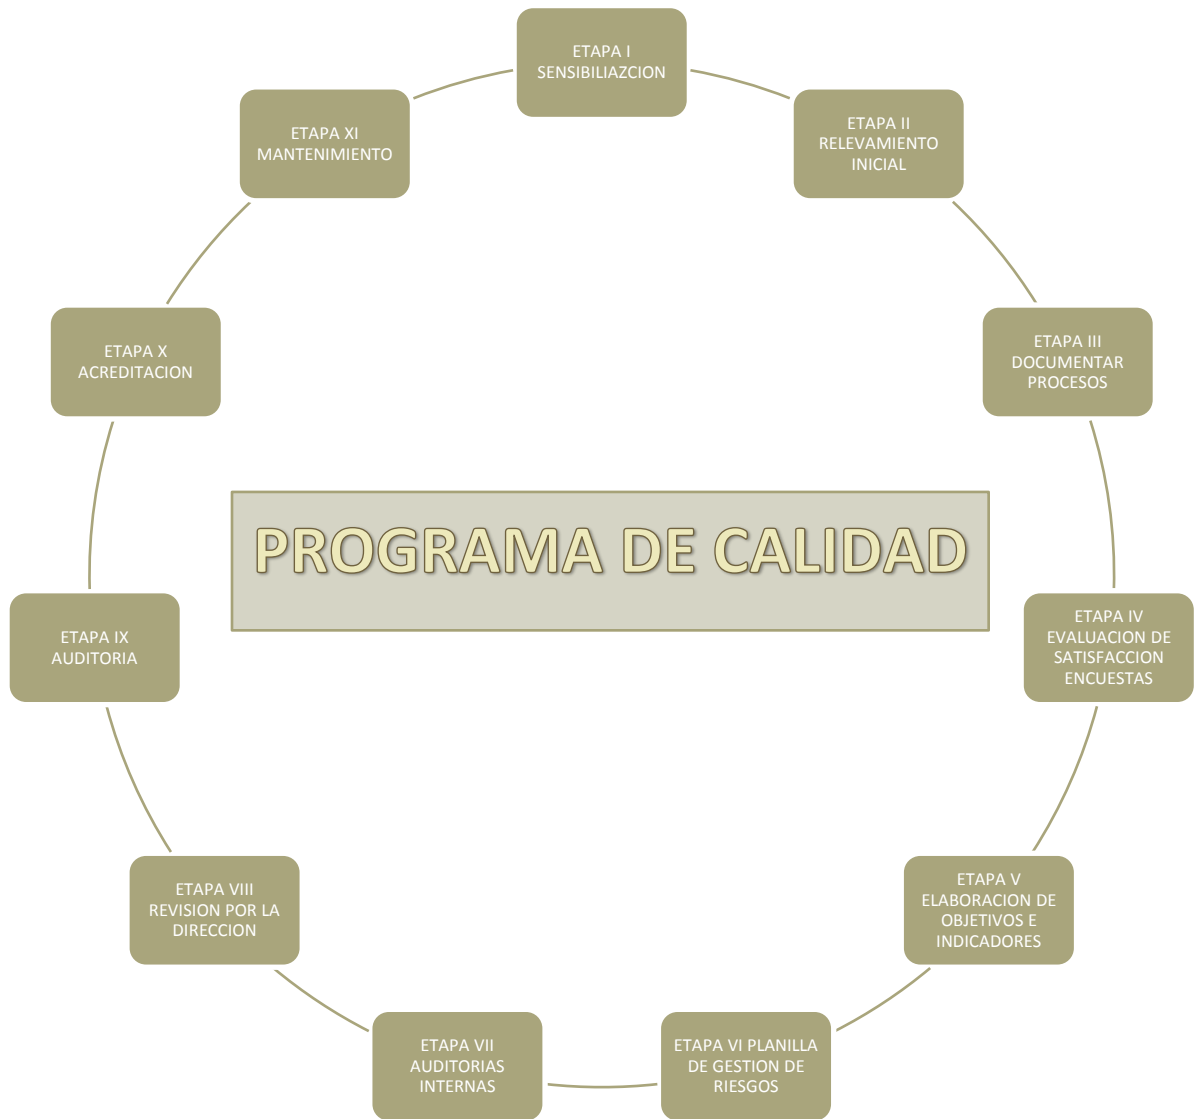 ETAPA I
SENSIBILIAZCION
ETAPA II
RELEVAMIENTO
INICIAL
ETAPA III
DOCUMENTAR
PROCESOS
ETAPA IV
EVALUACION DE
SATISFACCION
ENCUESTAS
ETAPA V
ELABORACION DE
OBJETIVOS E
INDICADORES
ETAPA VI PLANILLA
DE GESTION DE
RIESGOS
ETAPA VII
AUDITORIAS
INTERNAS
ETAPA VIII
REVISION POR LA
DIRECCION
ETAPA IX
AUDITORIA
ETAPA X
ACREDITACION
ETAPA XI
MANTENIMIENTO
PROGRAMA DE CALIDAD